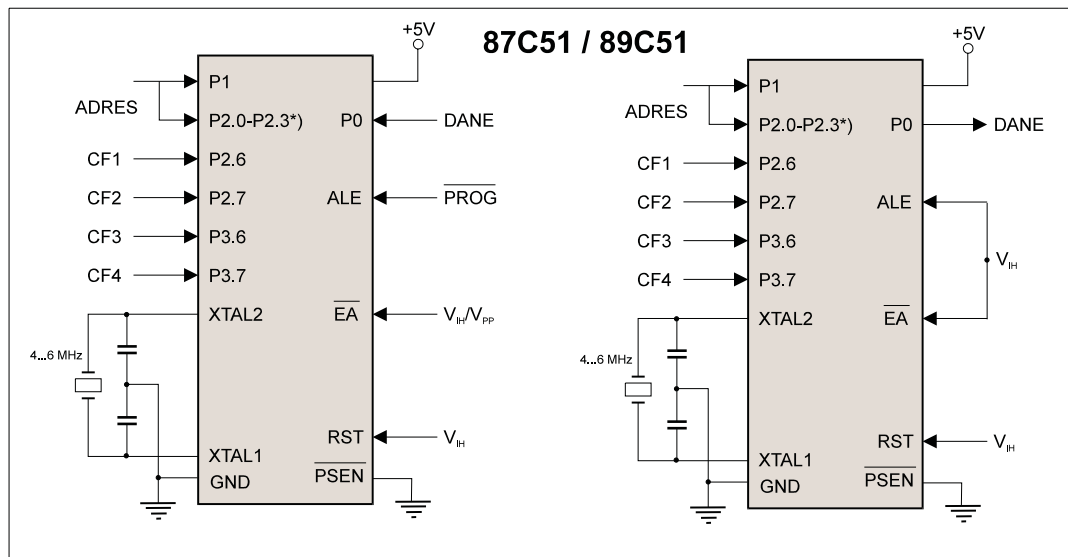 87C51 / 89C51
+5V
ADRES
P1
P2.0-P2.3*)
P0
DANE
CF1
P2.6
CF2
P2.7
ALE
PROG
CF3
P3.6
CF4
P3.7
XTAL2
EA
VIH/VPP
4...6 MHz
RST
VIH
XTAL1
GND
PSEN
+5V
ADRES
P1
P2.0-P2.3*)
P0
DANE
CF1
P2.6
CF2
P2.7
ALE
CF3
P3.6
VIH
CF4
P3.7
XTAL2
EA
4...6 MHz
RST
VIH
XTAL1
GND
PSEN